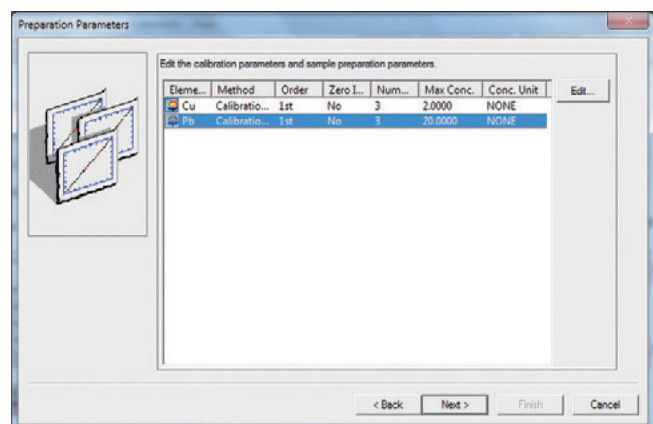 Preparation Parameters
Edit the calibration parameters and sample preparation parameters.
Eleme... Method Order Zero I... Num... Max Conc. Conc. Unit Edit...
Cu Calibratio... 1st No 3 2.0000 NONE
Pb Calibratio... 1st No 3 20.0000 NONE
< Back Next > Finish Cancel